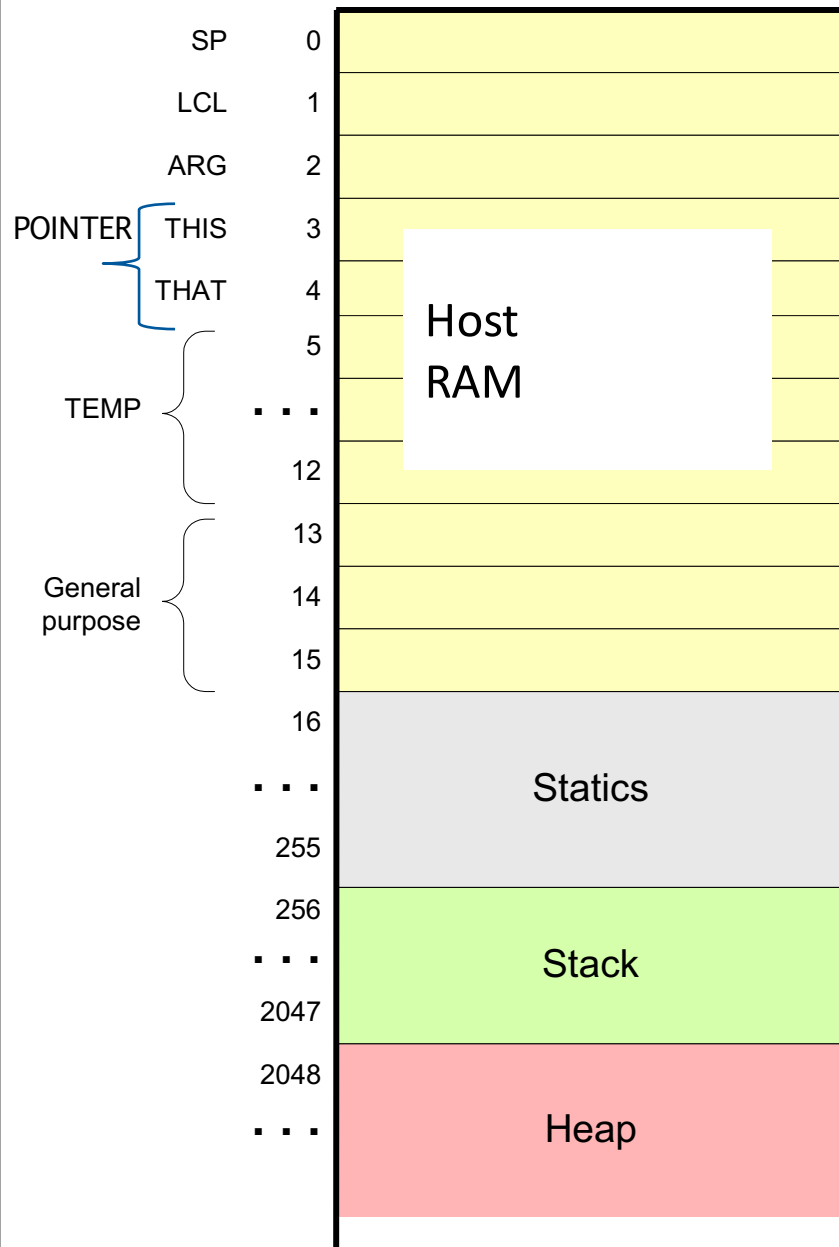 SP 0
LCL 1
ARG 2
POINTER THIS 3
THAT 4
5
Host
RAM
TEMP . . .
12
13
General
purpose
14
15
16
. . . Statics
255
256
. . . Stack
2047
2048
. . . Heap